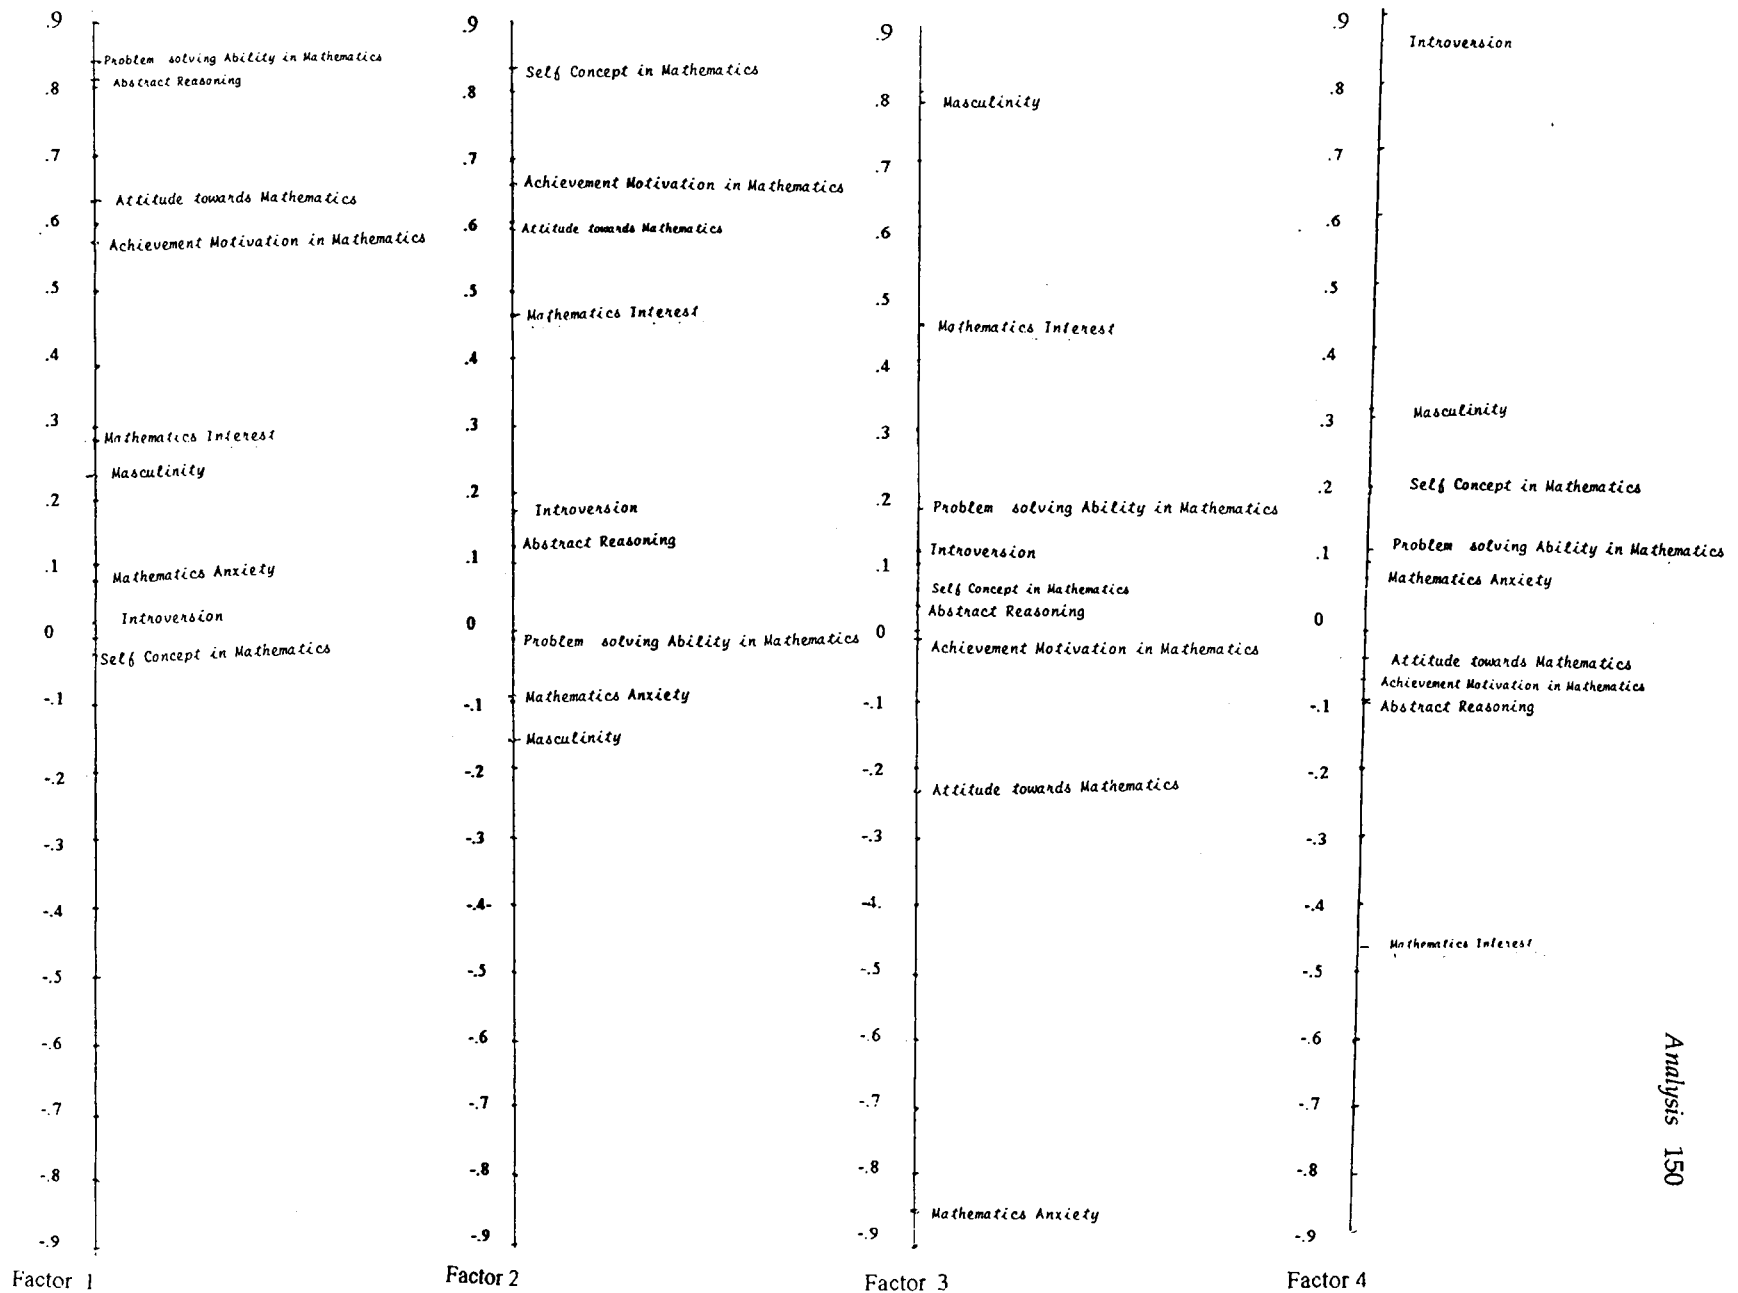 .9
Problem solving Ability in Mathematics
Abstract Reasoning
.8
.7
Attitude towards Mathematics
.6
Achievement Motivation in Mathematics
.5
.4
.3
Mathematics Interest
Masculinity
.2
.1
Mathematics Anxiety
Introversion
0
Self Concept in Mathematics
-.1
-.2
-.3
-.4
-.5
-.6
-.7
-.8
-.9
Factor 1
.9
Self Concept in Mathematics
.8
.7
Achievement Motivation in Mathematics
.6
Attitude towards Mathematics
.5
Mathematics Interest
.4
.3
.2
Introversion
Abstract Reasoning
.1
0
Problem solving Ability in Mathematics
Mathematics Anxiety
-.1
Masculinity
-.2
-.3
-.4-
-.5
-.6
-.7
-.8
-.9
Factor 2
.9
.8
Masculinity
.7
.6
.5
Mathematics Interest
.4
.3
.2
Problem solving Ability in Mathematics
Introversion
.1
Self Concept in Mathematics
Abstract Reasoning
0
Achievement Motivation in Mathematics
-.1
-.2
Attitude towards Mathematics
-.3
-4.
-.5
-.6
-.7
-.8
Mathematics Anxiety
-.9
Factor 3
.9
Introversion
.8
.7
.6
.5
.4
Masculinity
.3
.2
Self Concept in Mathematics
.1
Problem solving Ability in Mathematics
Mathematics Anxiety
0
Attitude towards Mathematics
Achievement Motivation in Mathematics
-.1
Abstract Reasoning
-.2
-.3
-.4
Mathematics Interest
-.5
-.6
-.7
-.8
-.9
Factor 4
Analysis 150